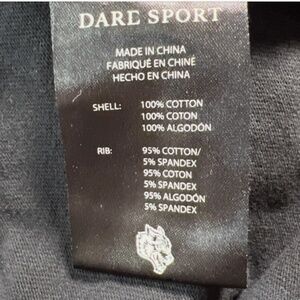 DARE SPORT
MADE IN CHINA
FABRIQUÉ EN CHINE
HECHO EN CHINA
SHELL: 100% COTTON
100% COTON
100% ALGODÓN
RIB: 95% COTTON/
5% SPANDEX
95% COTON
5% SPANDEX
95% ALGODÓN
5% SPANDEX